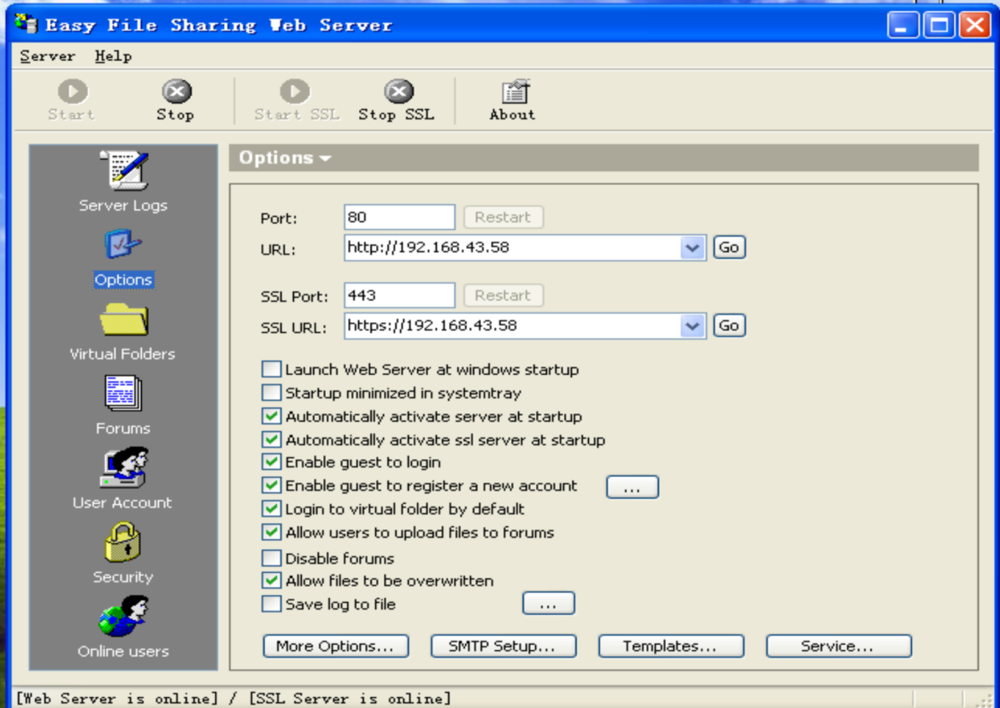 Easy File Sharing Web Server
Server Help
Start Stop Start SSL Stop SSL About
Server Logs
Options
Virtual Folders
Forums
User Account
Security
Online users
Options
Port: 80 Restart
URL: http://192.168.43.58 Go
SSL Port: 443 Restart
SSL URL: https://192.168.43.58 Go
Launch Web Server at windows startup
Startup minimized in systemtray
Automatically activate server at startup
Automatically activate ssl server at startup
Enable guest to login
Enable guest to register a new account ...
Login to virtual folder by default
Allow users to upload files to forums
Disable forums
Allow files to be overwritten
Save log to file ...
More Options... SMTP Setup... Templates... Service...
[Web Server is online] / [SSL Server is online]